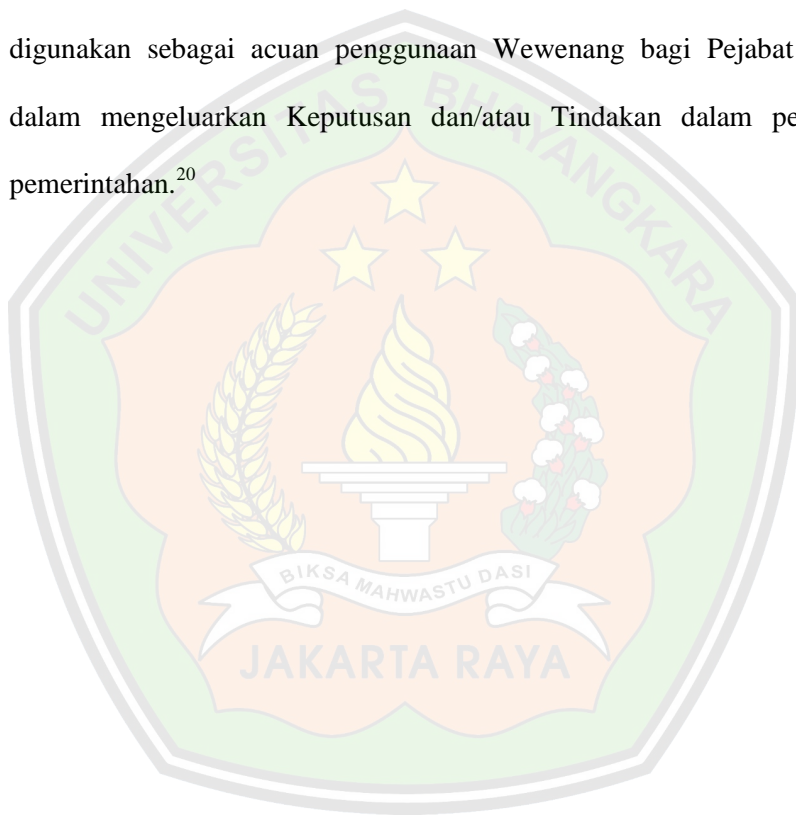 digunakan sebagai acuan penggunaan Wewenang bagi Pejabat
dalam mengeluarkan Keputusan dan/atau Tindakan dalam pe
pemerintahan.20
UNIVERSITAS BHAYANGKARA
BIKSA MAHWASTU DASI
JAKARTA RAYA